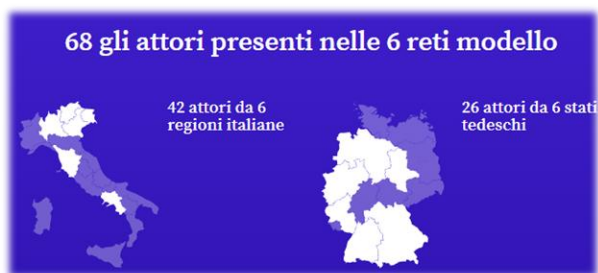 68 gli attori presenti nelle 6 reti modello
42 attori da 6
regioni italiane
26 attori da 6 stati
tedeschi